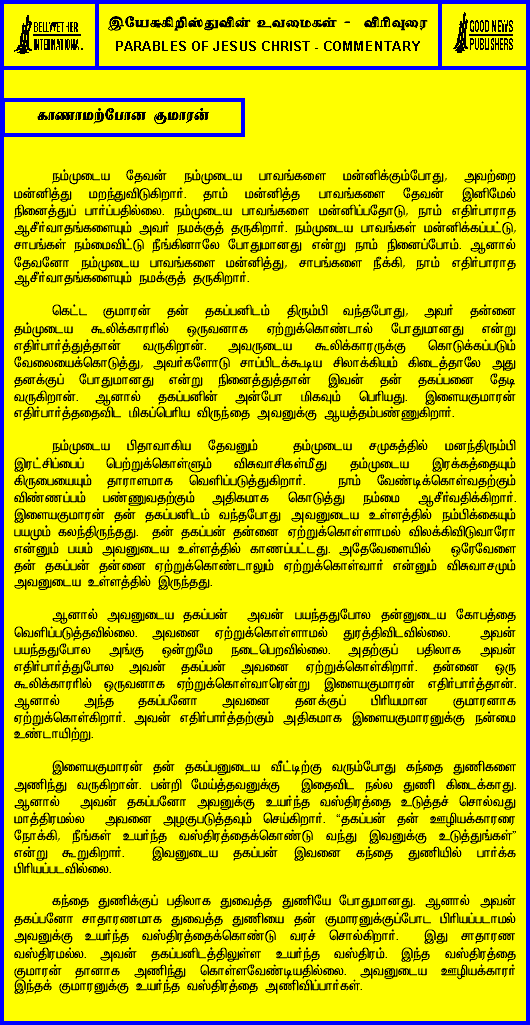 BELLWETHER
INTERNATIONAL
இயேசுகிறிஸ்துவின் உவமைகள் - விரிவுரை
PARABLES OF JESUS CHRIST - COMMENTARY
GOOD NEWS
PUBLISHERS
காணாமற்போன குமாரன்
நம்முடைய தேவன் நம்முடைய பாவங்களை மன்னிக்கும்போது, அவற்றை
மன்னித்து மறந்துவிடுகிறார். தாம் மன்னித்த பாவங்களை தேவன் இனிமேல்
நினைத்துப் பார்ப்பதில்லை. நம்முடைய பாவங்களை மன்னிப்பதோடு, நாம் எதிர்பாராத
ஆசீர்வாதங்களையும் அவர் நமக்குத் தருகிறார். நம்முடைய பாவங்கள் மன்னிக்கப்பட்டு,
சாபங்கள் நம்மைவிட்டு நீங்கினாலே போதுமானது என்று நாம் நினைப்போம். ஆனால்
தேவனோ நம்முடைய பாவங்களை மன்னித்து, சாபங்களை நீக்கி, நாம் எதிர்பாராத
ஆசீர்வாதங்களையும் நமக்குத் தருகிறார்.
கெட்ட குமாரன் தன் தகப்பனிடம் திரும்பி வந்தபோது, அவர் தன்னை
தம்முடைய கூலிக்காரரில் ஒருவனாக ஏற்றுக்கொண்டால் போதுமானது என்று
எதிர்பார்த்துத்தான் வருகிறான். அவருடைய கூலிக்காரருக்கு கொடுக்கப்படும்
வேலையைக்கொடுத்து, அவர்களோடு சாப்பிடக்கூடிய சிலாக்கியம் கிடைத்தாலே அது
தனக்குப் போதுமானது என்று நினைத்துத்தான் இவன் தன் தகப்பனை தேடி
வருகிறான். ஆனால் தகப்பனின் அன்போ மிகவும் பெரியது. இளையகுமாரன்
எதிர்பார்த்ததைவிட மிகப்பெரிய விருந்தை அவனுக்கு ஆயத்தம்பண்ணுகிறார்.
நம்முடைய பிதாவாகிய தேவனும் தம்முடைய சமுகத்தில் மனந்திரும்பி
இரட்சிப்பைப் பெற்றுக்கொள்ளும் விசுவாசிகள்மீது தம்முடைய இரக்கத்தையும்
கிருபையையும் தாராளமாக வெளிப்படுத்துகிறார். நாம் வேண்டிக்கொள்வதற்கும்
விண்ணப்பம் பண்ணுவதற்கும் அதிகமாக கொடுத்து நம்மை ஆசீர்வதிக்கிறார்.
இளையகுமாரன் தன் தகப்பனிடம் வந்தபோது அவனுடைய உள்ளத்தில் நம்பிக்கையும்
பயமும் கலந்திருந்தது. தன் தகப்பன் தன்னை ஏற்றுக்கொள்ளாமல் விலக்கிவிடுவாரோ
என்னும் பயம் அவனுடைய உள்ளத்தில் காணப்பட்டது. அதேவேளையில் ஒரேவேளை
தன் தகப்பன் தன்னை ஏற்றுக்கொண்டாலும் ஏற்றுக்கொள்வார் என்னும் விசுவாசமும்
அவனுடைய உள்ளத்தில் இருந்தது.
ஆனால் அவனுடைய தகப்பன் அவன் பயந்ததுபோல தன்னுடைய கோபத்தை
வெளிப்படுத்தவில்லை. அவனை ஏற்றுக்கொள்ளாமல் துரத்திவிடவில்லை. அவன்
பயந்ததுபோல அங்கு ஒன்றுமே நடைபெறவில்லை. அதற்குப் பதிலாக அவன்
எதிர்பார்த்துபோல அவன் தகப்பன் அவனை ஏற்றுக்கொள்கிறார். தன்னை ஒரு
கூலிக்காரரில் ஒருவனாக ஏற்றுக்கொள்வாரென்று இளையகுமாரன் எதிர்பார்த்தான்.
ஆனால் அந்த தகப்பனோ அவனை தனக்குப் பிரியமான குமாரனாக
ஏற்றுக்கொள்கிறார். அவன் எதிர்பார்த்ததற்கும் அதிகமாக இளையகுமாரனுக்கு நன்மை
உண்டாயிற்று.
இளையகுமாரன் தன் தகப்பனுடைய வீட்டிற்கு வரும்போது கந்தை துணிகளை
அணிந்து வருகிறான். பன்றி மேய்த்தவனுக்கு இதைவிட நல்ல துணி கிடைக்காது.
ஆனால் அவன் தகப்பனோ அவனுக்கு உயர்ந்த வஸ்திரத்தை உடுத்தச் சொல்வது
மாத்திரமல்ல அவனை அழகுபடுத்தவும் செய்கிறார். “தகப்பன் தன் ஊழியக்காரரை
நோக்கி, நீங்கள் உயர்ந்த வஸ்திரத்தைக்கொண்டு வந்து இவனுக்கு உடுத்துங்கள்”
என்று கூறுகிறார். இவனுடைய தகப்பன் இவனை கந்தை துணியில் பார்க்க
பிரியப்படவில்லை.
கந்தை துணிக்குப் பதிலாக துவைத்த துணியே போதுமானது. ஆனால் அவன்
தகப்பனோ சாதாரணமாக துவைத்த துணியை தன் குமாரனுக்குப்போட பிரியப்படாமல்
அவனுக்கு உயர்ந்த வஸ்திரத்தைக்கொண்டு வரச் சொல்கிறார். இது சாதாரண
வஸ்திரமல்ல. அவன் தகப்பனிடத்திலுள்ள உயர்ந்த வஸ்திரம். இந்த வஸ்திரத்தை
குமாரன் தானாக அணிந்து கொள்ளவேண்டியதில்லை. அவனுடைய ஊழியக்காரர்
இந்தக் குமாரனுக்கு உயர்ந்த வஸ்திரத்தை அணிவிப்பார்கள்.